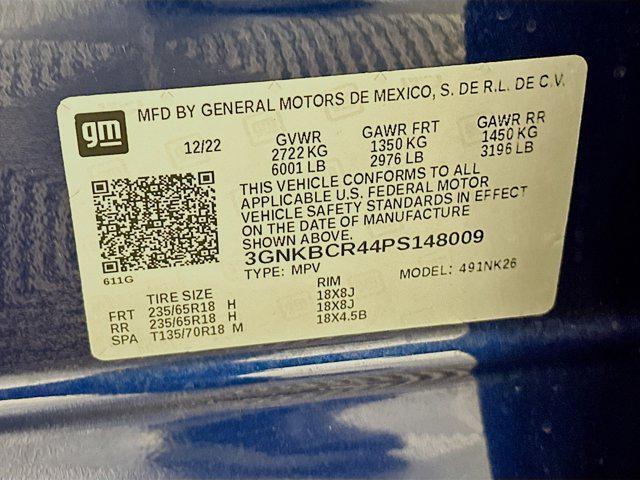 gm
MFD BY GENERAL MOTORS DE MEXICO, S. DE R.L. DE C.V.
12/22 GVWR GAWR FRT GAWR RR
2722 KG 1350 KG 1450 KG
6001 LB 2976 LB 3196 LB
THIS VEHICLE CONFORMS TO ALL
APPLICABLE U.S. FEDERAL MOTOR
VEHICLE SAFETY STANDARDS IN EFFECT
ON THE DATE OF MANUFACTURE
SHOWN ABOVE.
3GNKBCR44PS148009
TYPE: MPV MODEL: 491NK26
611G
TIRE SIZE RIM
FRT 235/65R18 H 18X8J
RR 235/65R18 H 18X8J
SPA T135/70R18 M 18X4.5B